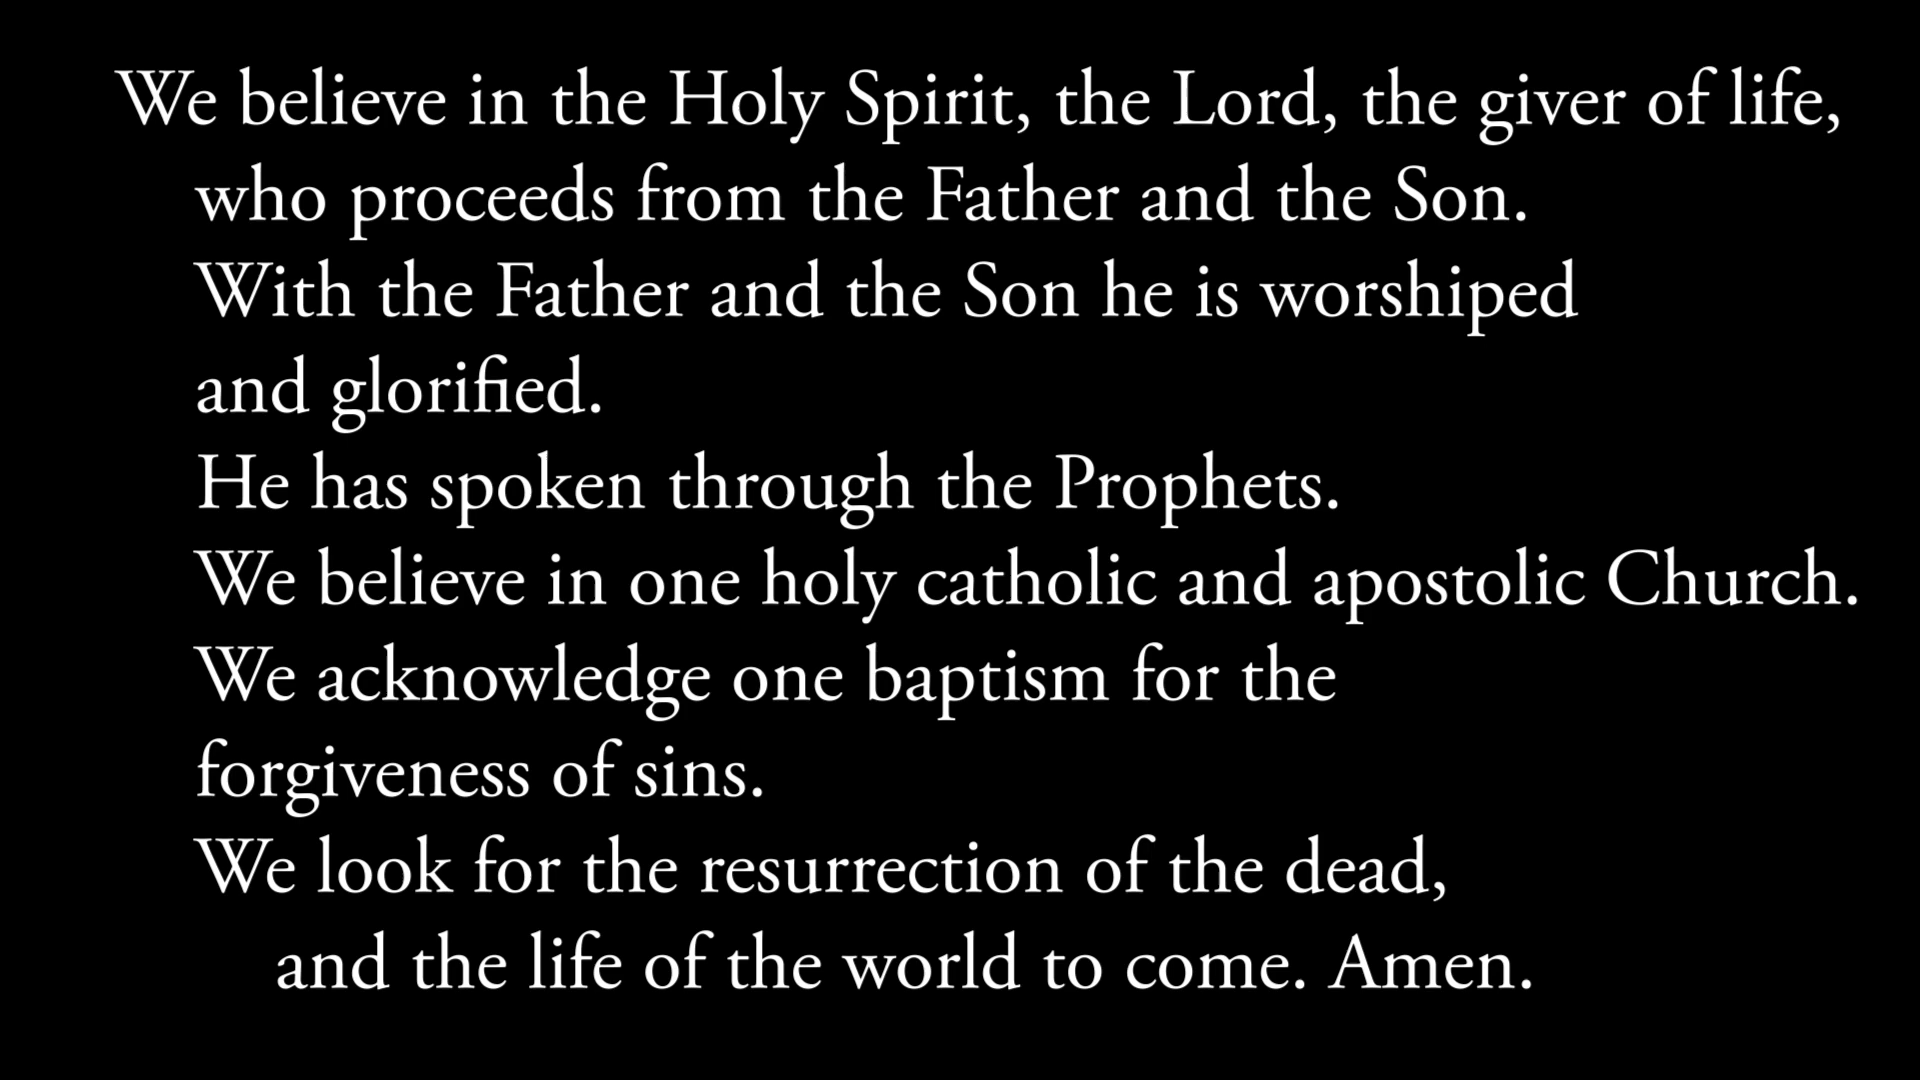 We believe in the Holy Spirit, the Lord, the giver of life,
who proceeds from the Father and the Son.
With the Father and the Son he is worshiped
and glorified.
He has spoken through the Prophets.
We believe in one holy catholic and apostolic Church.
We acknowledge one baptism for the
forgiveness of sins.
We look for the resurrection of the dead,
and the life of the world to come. Amen.